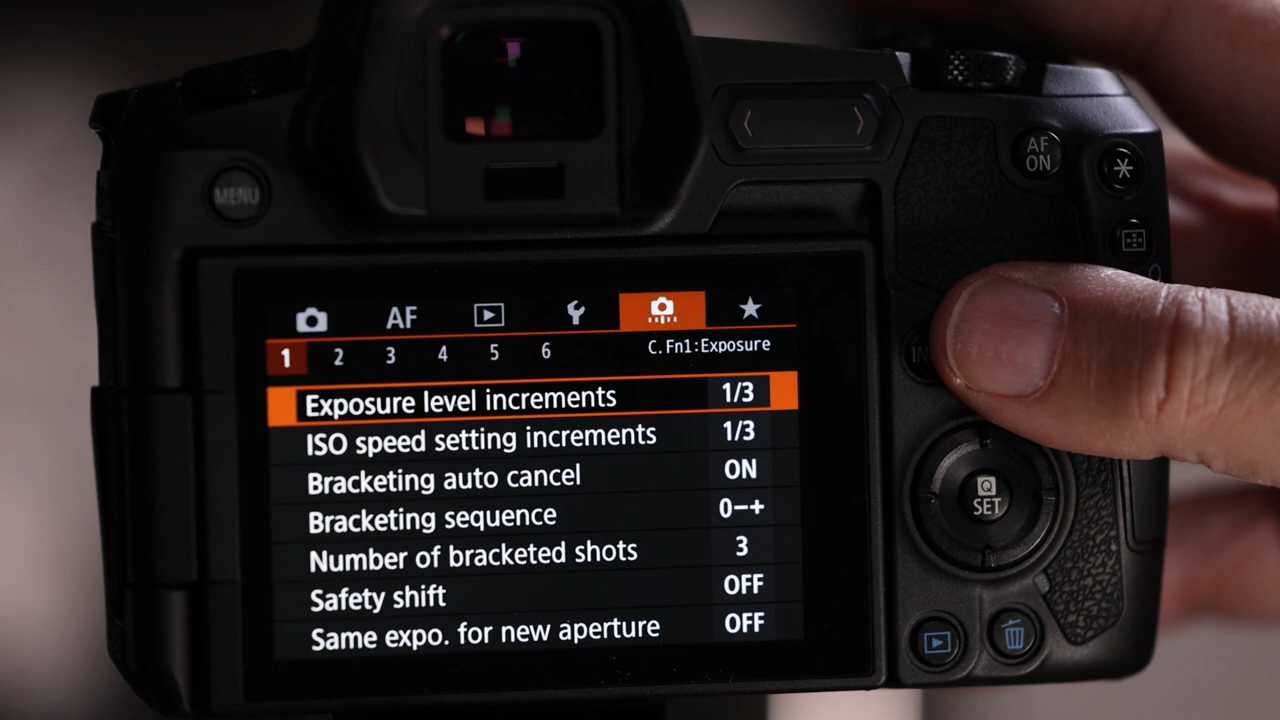 MENU
AF
ON
AF
1 2 3 4 5 6 C.Fn1:Exposure
Exposure level increments 1/3
ISO speed setting increments 1/3
Bracketing auto cancel ON
Bracketing sequence 0−+
Number of bracketed shots 3
Safety shift OFF
Same expo. for new aperture OFF
Q
SET